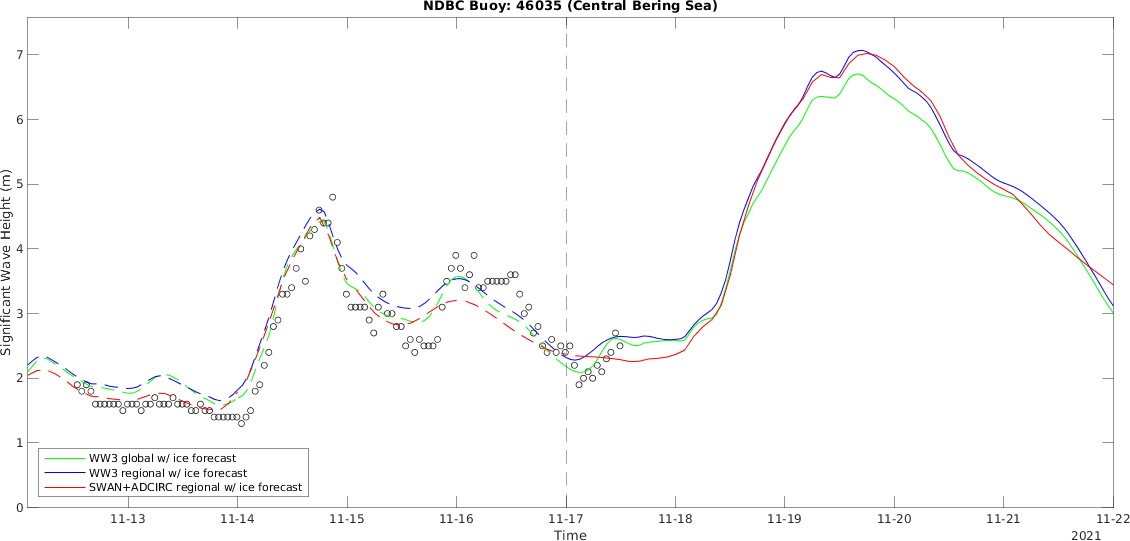 NDBC Buoy: 46035 (Central Bering Sea)
Significant Wave Height (m)
7
6
5
4
3
2
1
0
WW3 global w/ ice forecast
WW3 regional w/ ice forecast
SWAN+ADCIRC regional w/ ice forecast
11-13 11-14 11-15 11-16 11-17 11-18 11-19 11-20 11-21 11-22
Time
2021